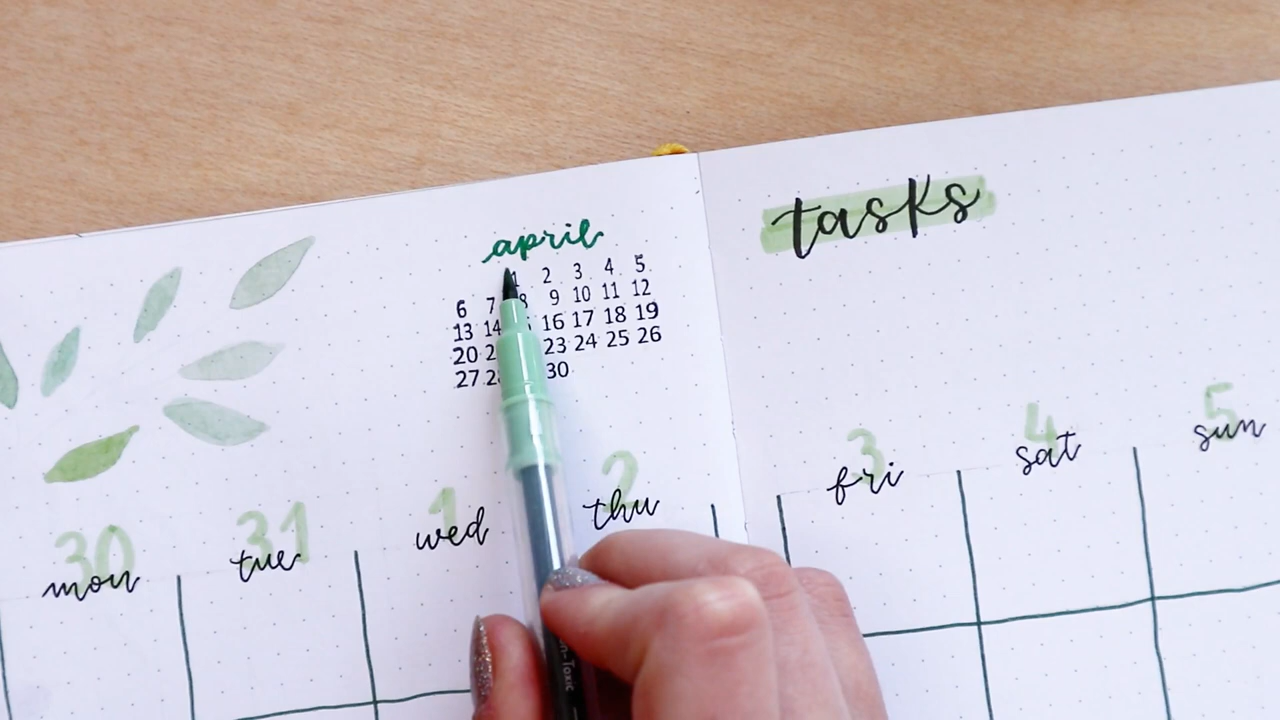 april
tasks
1 2 3 4 5
6 7 8 9 10 11 12
13 14 16 17 18 19
20 23 24 25 26
27 30
30 31 1 2 3 4 5
mon tue wed thu fri sat sun